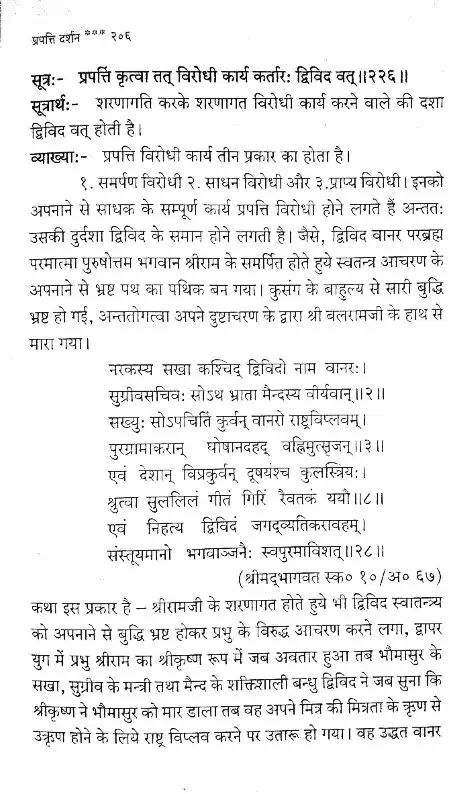 प्रपत्ति दर्शन *** २०६
सूत्र:- प्रपत्तिं कृत्वा तत् विरोधी कार्य कर्तार: द्विविद वत्॥२२६॥
सूत्रार्थ:- शरणागति करके शरणागत विरोधी कार्य करने वाले की दशा
द्विविद वत् होती है।
व्याख्या:- प्रपत्ति विरोधी कार्य तीन प्रकार का होता है।
१. समर्पण विरोधी २. साधन विरोधी और ३.प्राप्य विरोधी। इनको
अपनाने से साधक के सम्पूर्ण कार्य प्रपत्ति विरोधी होने लगते हैं अन्तत:
उसकी दुर्दशा द्विविद के समान होने लगती है। जैसे, द्विविद वानर परब्रह्म
परमात्मा पुरुषोत्तम भगवान श्रीराम के समर्पित होते हुये स्वतन्त्र आचरण के
अपनाने से भ्रष्ट पथ का पथिक बन गया। कुसंग के बाहुल्य से सारी बुद्धि
भ्रष्ट हो गई, अन्ततोगत्वा अपने दुष्टाचरण के द्वारा श्री बलरामजी के हाथ से
मारा गया।
नरकस्य सखा कश्चिद् द्विविदो नाम वानर:।
सुग्रीवसचिव: सोऽथ भ्राता मैन्दस्य वीर्यवान्॥२॥
सख्यु: सोऽपचितिं कुर्वन् वानरो राष्ट्रविप्लवम्।
पुरग्रामाकरान् घोषानदहद् वह्निमुत्सृजन्॥३॥
एवं देशान् विप्रकुर्वन् दूषयंश्च कुलस्त्रिय:।
श्रुत्वा सुललिलं गीतं गिरिं रैवतकं ययौ॥८॥
एवं निहत्य द्विविदं जगद्व्यतिकरावहम्।
संस्तूयमानो भगवाञ्जनै: स्वपुरमाविशत्॥२८॥
(श्रीमद्भागवत स्क० १०/अ० ६७)
कथा इस प्रकार है – श्रीरामजी के शरणागत होते हुये भी द्विविद स्वातन्त्र्य
को अपनाने से बुद्धि भ्रष्ट होकर प्रभु के विरुद्ध आचरण करने लगा, द्वापर
युग में प्रभु श्रीराम का श्रीकृष्ण रूप में जब अवतार हुआ तब भौमासुर के
सखा, सुग्रीव के मन्त्री तथा मैन्द के शक्तिशाली बन्धु द्विविद ने जब सुना कि
श्रीकृष्ण ने भौमासुर को मार डाला तब वह अपने मित्र की मित्रता के ऋण से
उऋण होने के लिये राष्ट्र विप्लव करने पर उतारू हो गया। वह उद्धत वानर